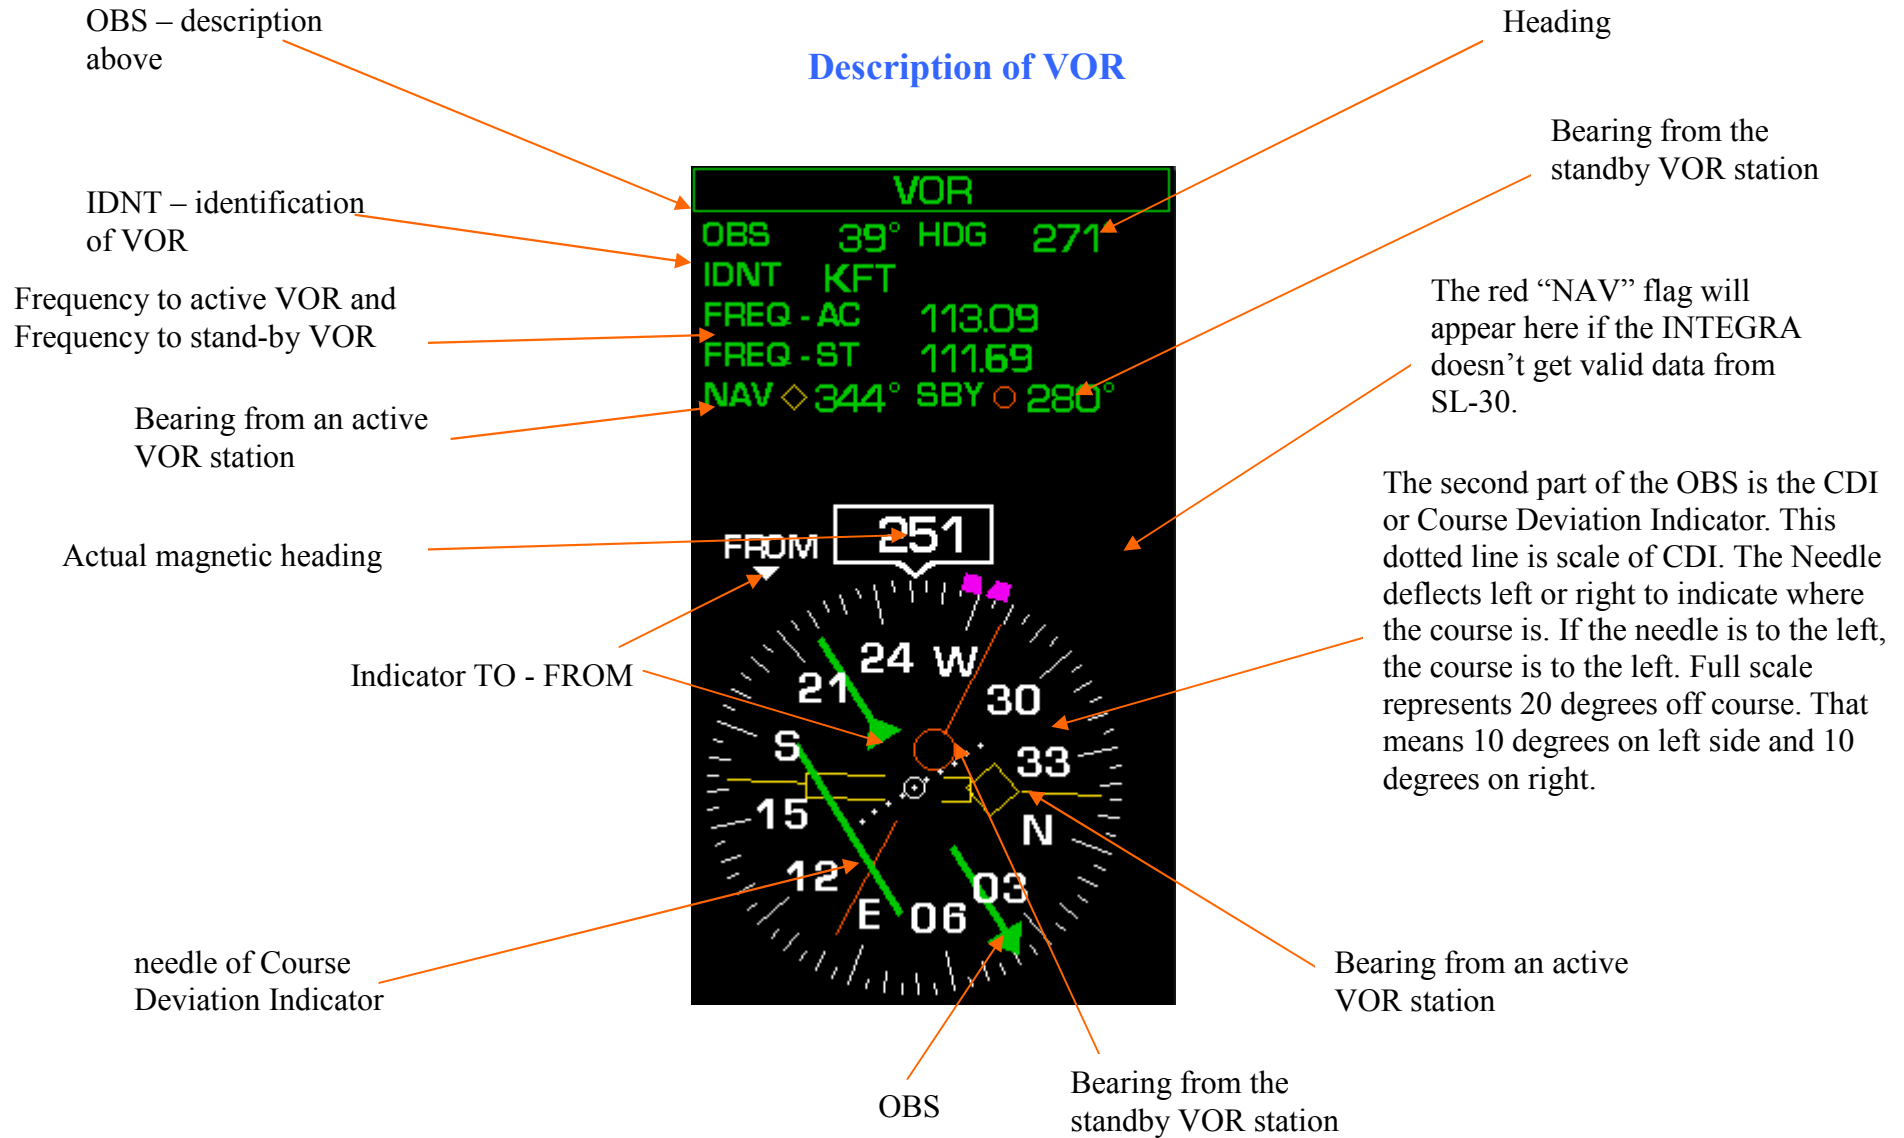 OBS – description
above
Heading
Description of VOR
Bearing from the
standby VOR station
IDNT – identification
of VOR
Frequency to active VOR and
Frequency to stand-by VOR
Bearing from an active
VOR station
Actual magnetic heading
Indicator TO - FROM
needle of Course
Deviation Indicator
VOR
OBS 39° HDG 271
IDNT KFT
FREQ - AC 113.09
FREQ - ST 111.69
NAV 344° SBY 280°
FROM
251
24 W
21 30
S 33
15 N
12 03
E 06
The red “NAV” flag will
appear here if the INTEGRA
doesn’t get valid data from
SL-30.
The second part of the OBS is the CDI
or Course Deviation Indicator. This
dotted line is scale of CDI. The Needle
deflects left or right to indicate where
the course is. If the needle is to the left,
the course is to the left. Full scale
represents 20 degrees off course. That
means 10 degrees on left side and 10
degrees on right.
Bearing from an active
VOR station
OBS
Bearing from the
standby VOR station